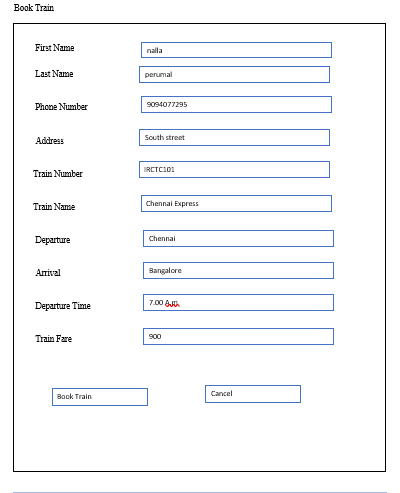 Book Train
First Name nalla
Last Name perumal
Phone Number 9094077295
Address South street
Train Number IRCTC101
Train Name Chennai Express
Departure Chennai
Arrival Bangalore
Departure Time 7.00 A.m.
Train Fare 900
Book Train Cancel